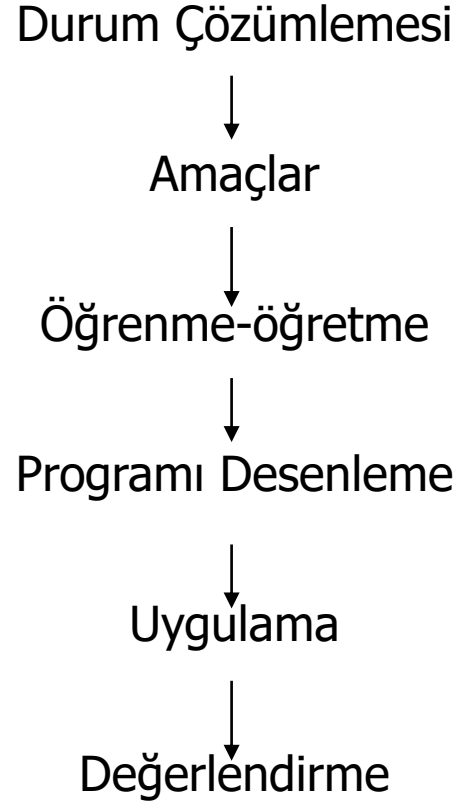 Durum Çözümlemesi
Amaçlar
Öğrenme-öğretme
Programı Desenleme
Uygulama
Değerlendirme